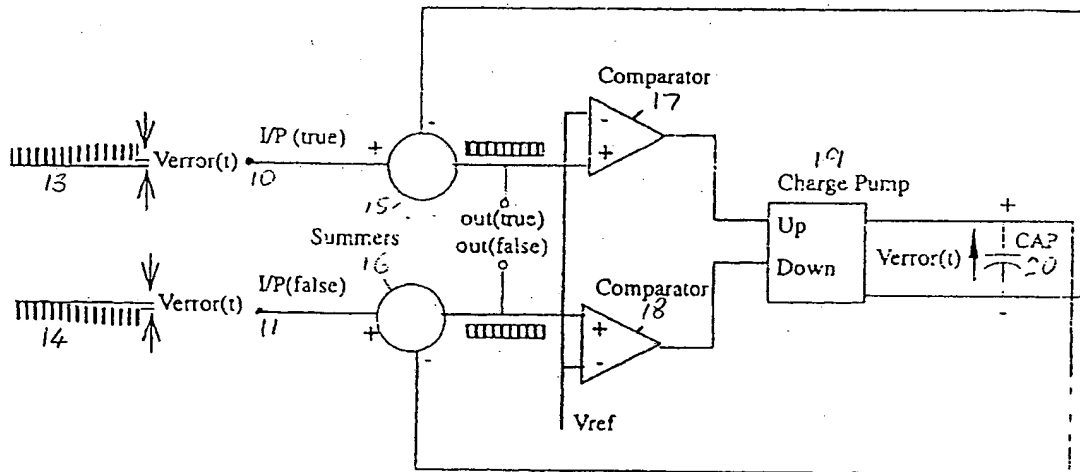 Comparator
17
I/P (true)
-
-
+
Verror(t)
+
13
10
15
out(true)
out(false)
19
Charge Pump
Up
Down
+
CAP
20
Verror(t)
-
Summers
16
I/P(false)
Verror(t)
Comparator
18
14
11
+
-
+
-
Vref